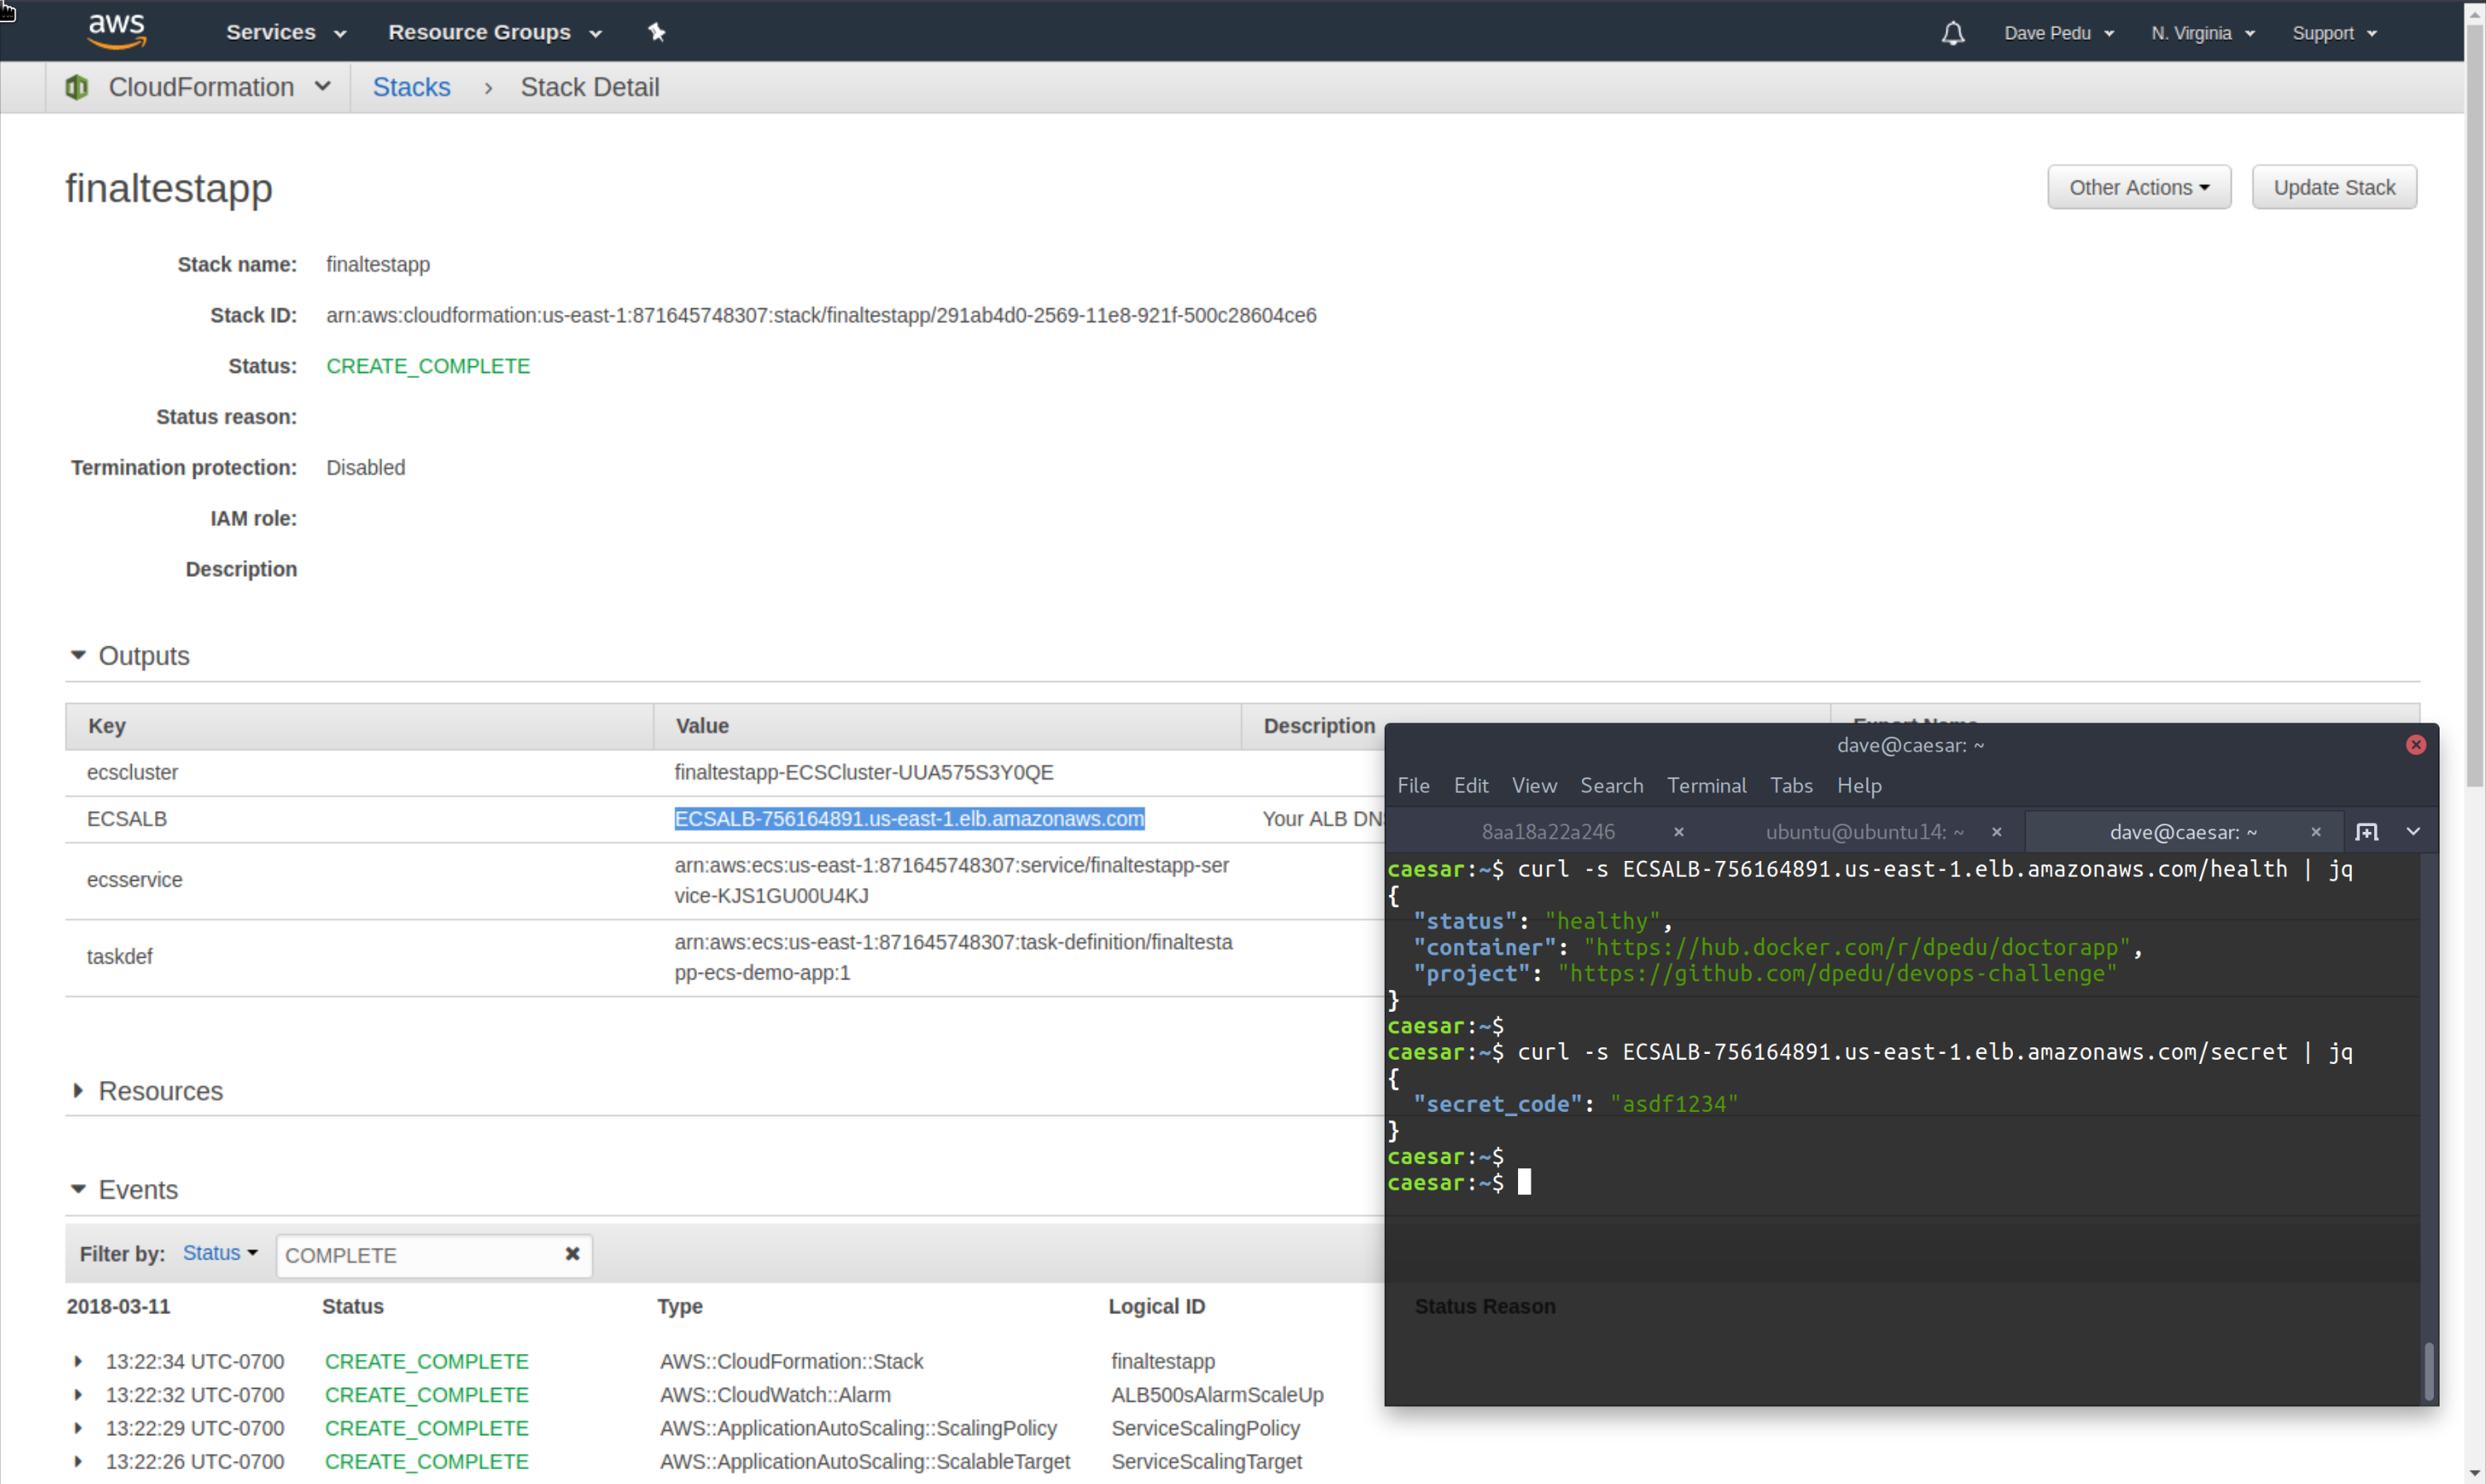 aws Services Resource Groups Dave Pedu N. Virginia Support
CloudFormation Stacks > Stack Detail
finaltestapp
Other Actions Update Stack
Stack name: finaltestapp
Stack ID: arn:aws:cloudformation:us-east-1:871645748307:stack/finaltestapp/291ab4d0-2569-11e8-921f-500c28604ce6
Status: CREATE_COMPLETE
Status reason:
Termination protection: Disabled
IAM role:
Description
Outputs
Key Value Description Export Name
ecscluster finaltestapp-ECSCluster-UUA575S3Y0QE
ECSALB ECSALB-756164891.us-east-1.elb.amazonaws.com Your ALB DN
ecsservice arn:aws:ecs:us-east-1:871645748307:service/finaltestapp-ser
vice-KJS1GU00U4KJ
taskdef arn:aws:ecs:us-east-1:871645748307:task-definition/finaltesta
pp-ecs-demo-app:1
Resources
Events
Filter by: Status COMPLETE
2018-03-11 Status Type Logical ID Status Reason
13:22:34 UTC-0700 CREATE_COMPLETE AWS::CloudFormation::Stack finaltestapp
13:22:32 UTC-0700 CREATE_COMPLETE AWS::CloudWatch::Alarm ALB500sAlarmScaleUp
13:22:29 UTC-0700 CREATE_COMPLETE AWS::ApplicationAutoScaling::ScalingPolicy ServiceScalingPolicy
13:22:26 UTC-0700 CREATE_COMPLETE AWS::ApplicationAutoScaling::ScalableTarget ServiceScalingTarget
dave@caesar: ~
File Edit View Search Terminal Tabs Help
8aa18a22a246 × ubuntu@ubuntu14: ~ × dave@caesar: ~ ×
caesar:~$ curl -s ECSALB-756164891.us-east-1.elb.amazonaws.com/health | jq
{
"status": "healthy",
"container": "https://hub.docker.com/r/dpedu/doctorapp",
"project": "https://github.com/dpedu/devops-challenge"
}
caesar:~$
caesar:~$ curl -s ECSALB-756164891.us-east-1.elb.amazonaws.com/secret | jq
{
"secret_code": "asdf1234"
}
caesar:~$
caesar:~$